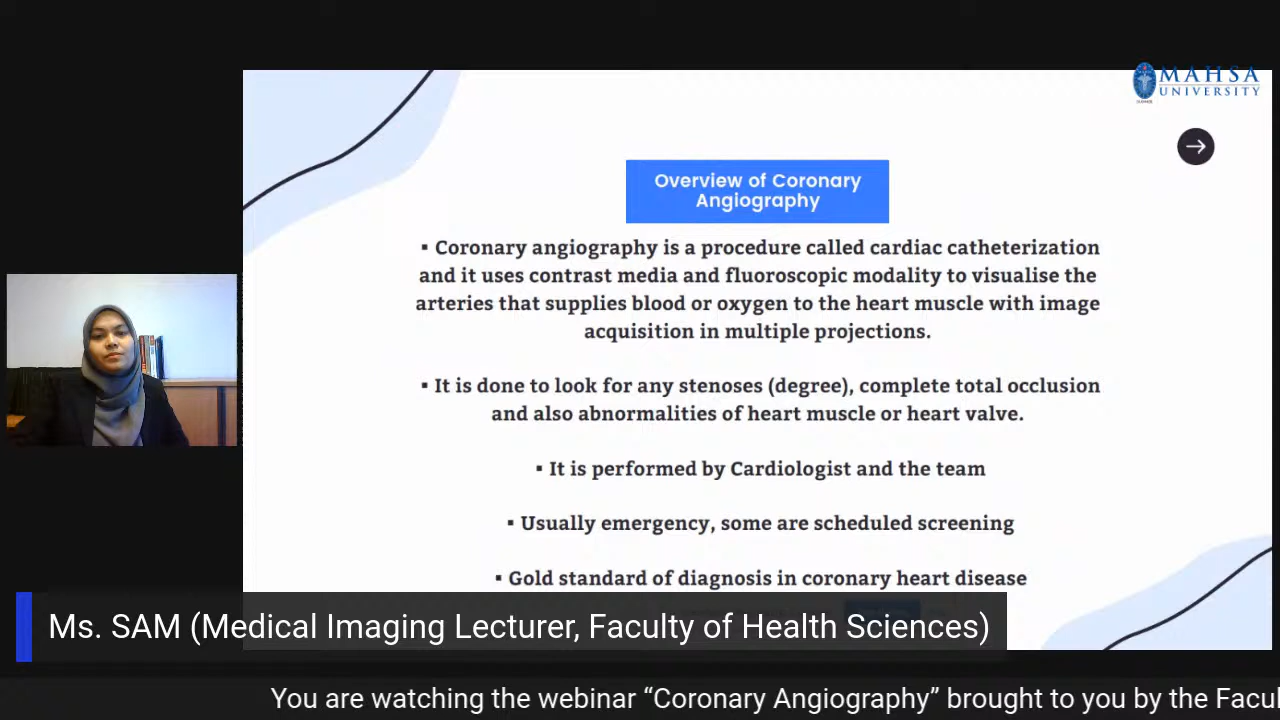 MAHSA
UNIVERSITY
Overview of Coronary
Angiography
▪ Coronary angiography is a procedure called cardiac catheterization
and it uses contrast media and fluoroscopic modality to visualise the
arteries that supplies blood or oxygen to the heart muscle with image
acquisition in multiple projections.
▪ It is done to look for any stenoses (degree), complete total occlusion
and also abnormalities of heart muscle or heart valve.
▪ It is performed by Cardiologist and the team
▪ Usually emergency, some are scheduled screening
▪ Gold standard of diagnosis in coronary heart disease
Ms. SAM (Medical Imaging Lecturer, Faculty of Health Sciences)
You are watching the webinar “Coronary Angiography” brought to you by the Facul